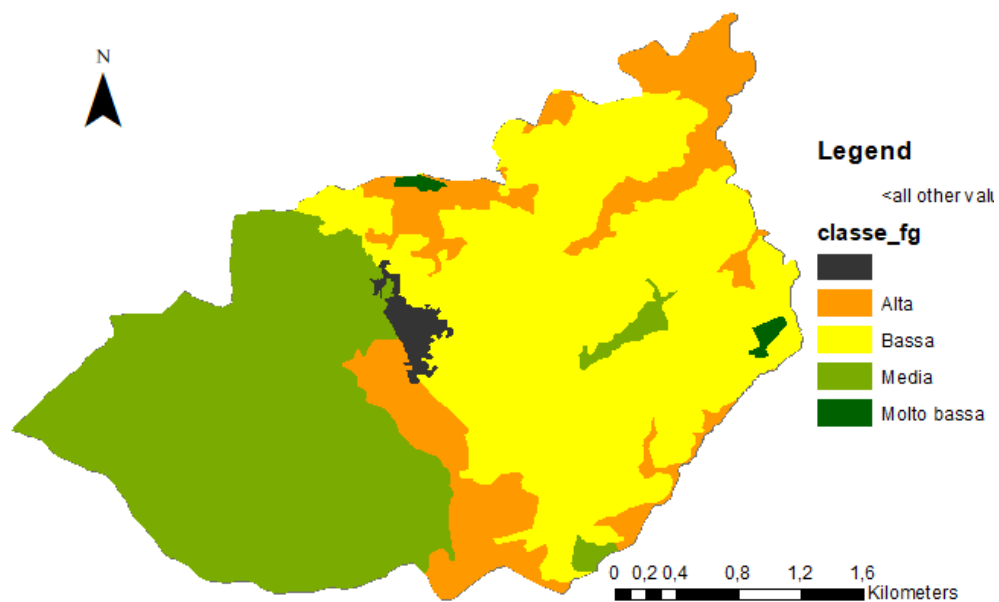 N
Legend
<all other valu
classe_fg
Alta
Bassa
Media
Molto bassa
0 0,2 0,4 0,8 1,2 1,6
Kilometers